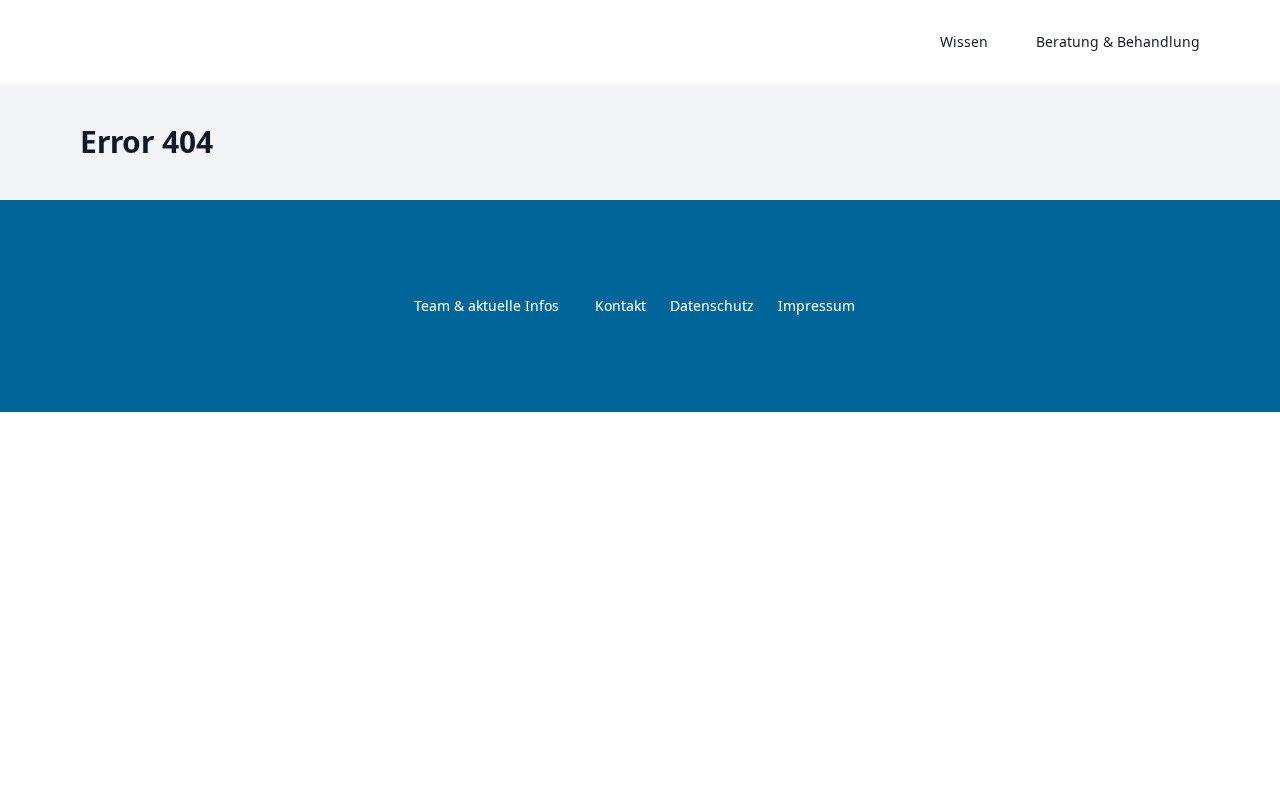 Wissen Beratung & Behandlung
Error 404
Team & aktuelle Infos Kontakt Datenschutz Impressum